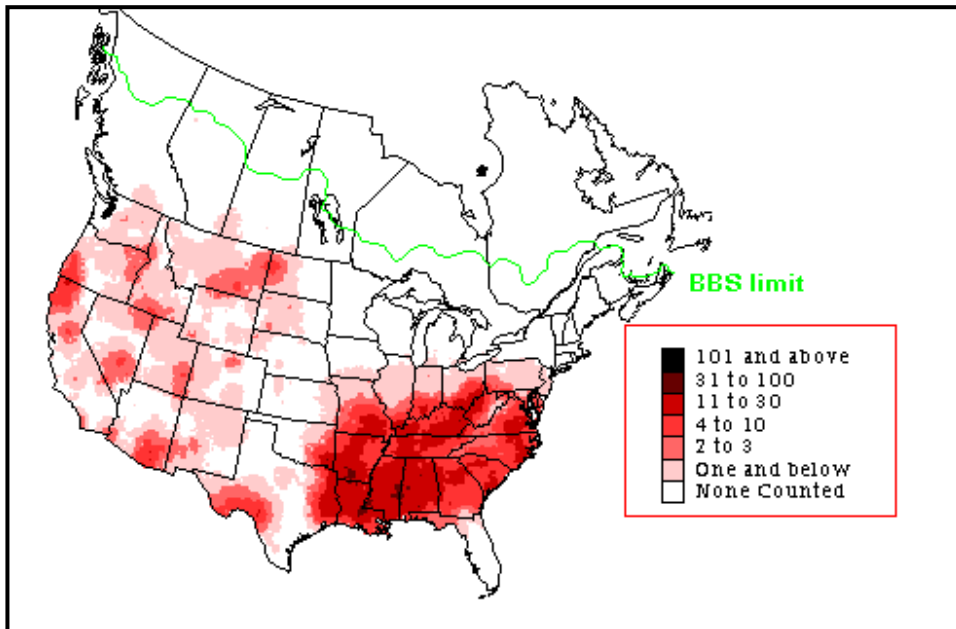 BBS limit
101 and above
31 to 100
11 to 30
4 to 10
2 to 3
One and below
None Counted